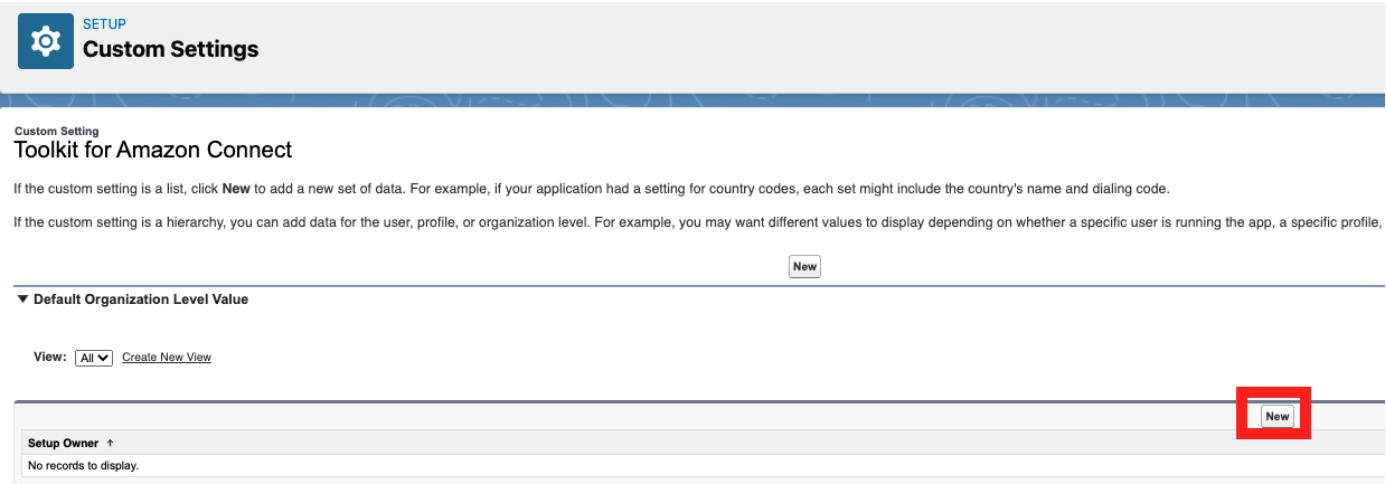 SETUP
Custom Settings
Custom Setting
Toolkit for Amazon Connect
If the custom setting is a list, click New to add a new set of data. For example, if your application had a setting for country codes, each set might include the country's name and dialing code.
If the custom setting is a hierarchy, you can add data for the user, profile, or organization level. For example, you may want different values to display depending on whether a specific user is running the app, a specific profile,
New
▼ Default Organization Level Value
View: All Create New View
New
Setup Owner ↑
No records to display.